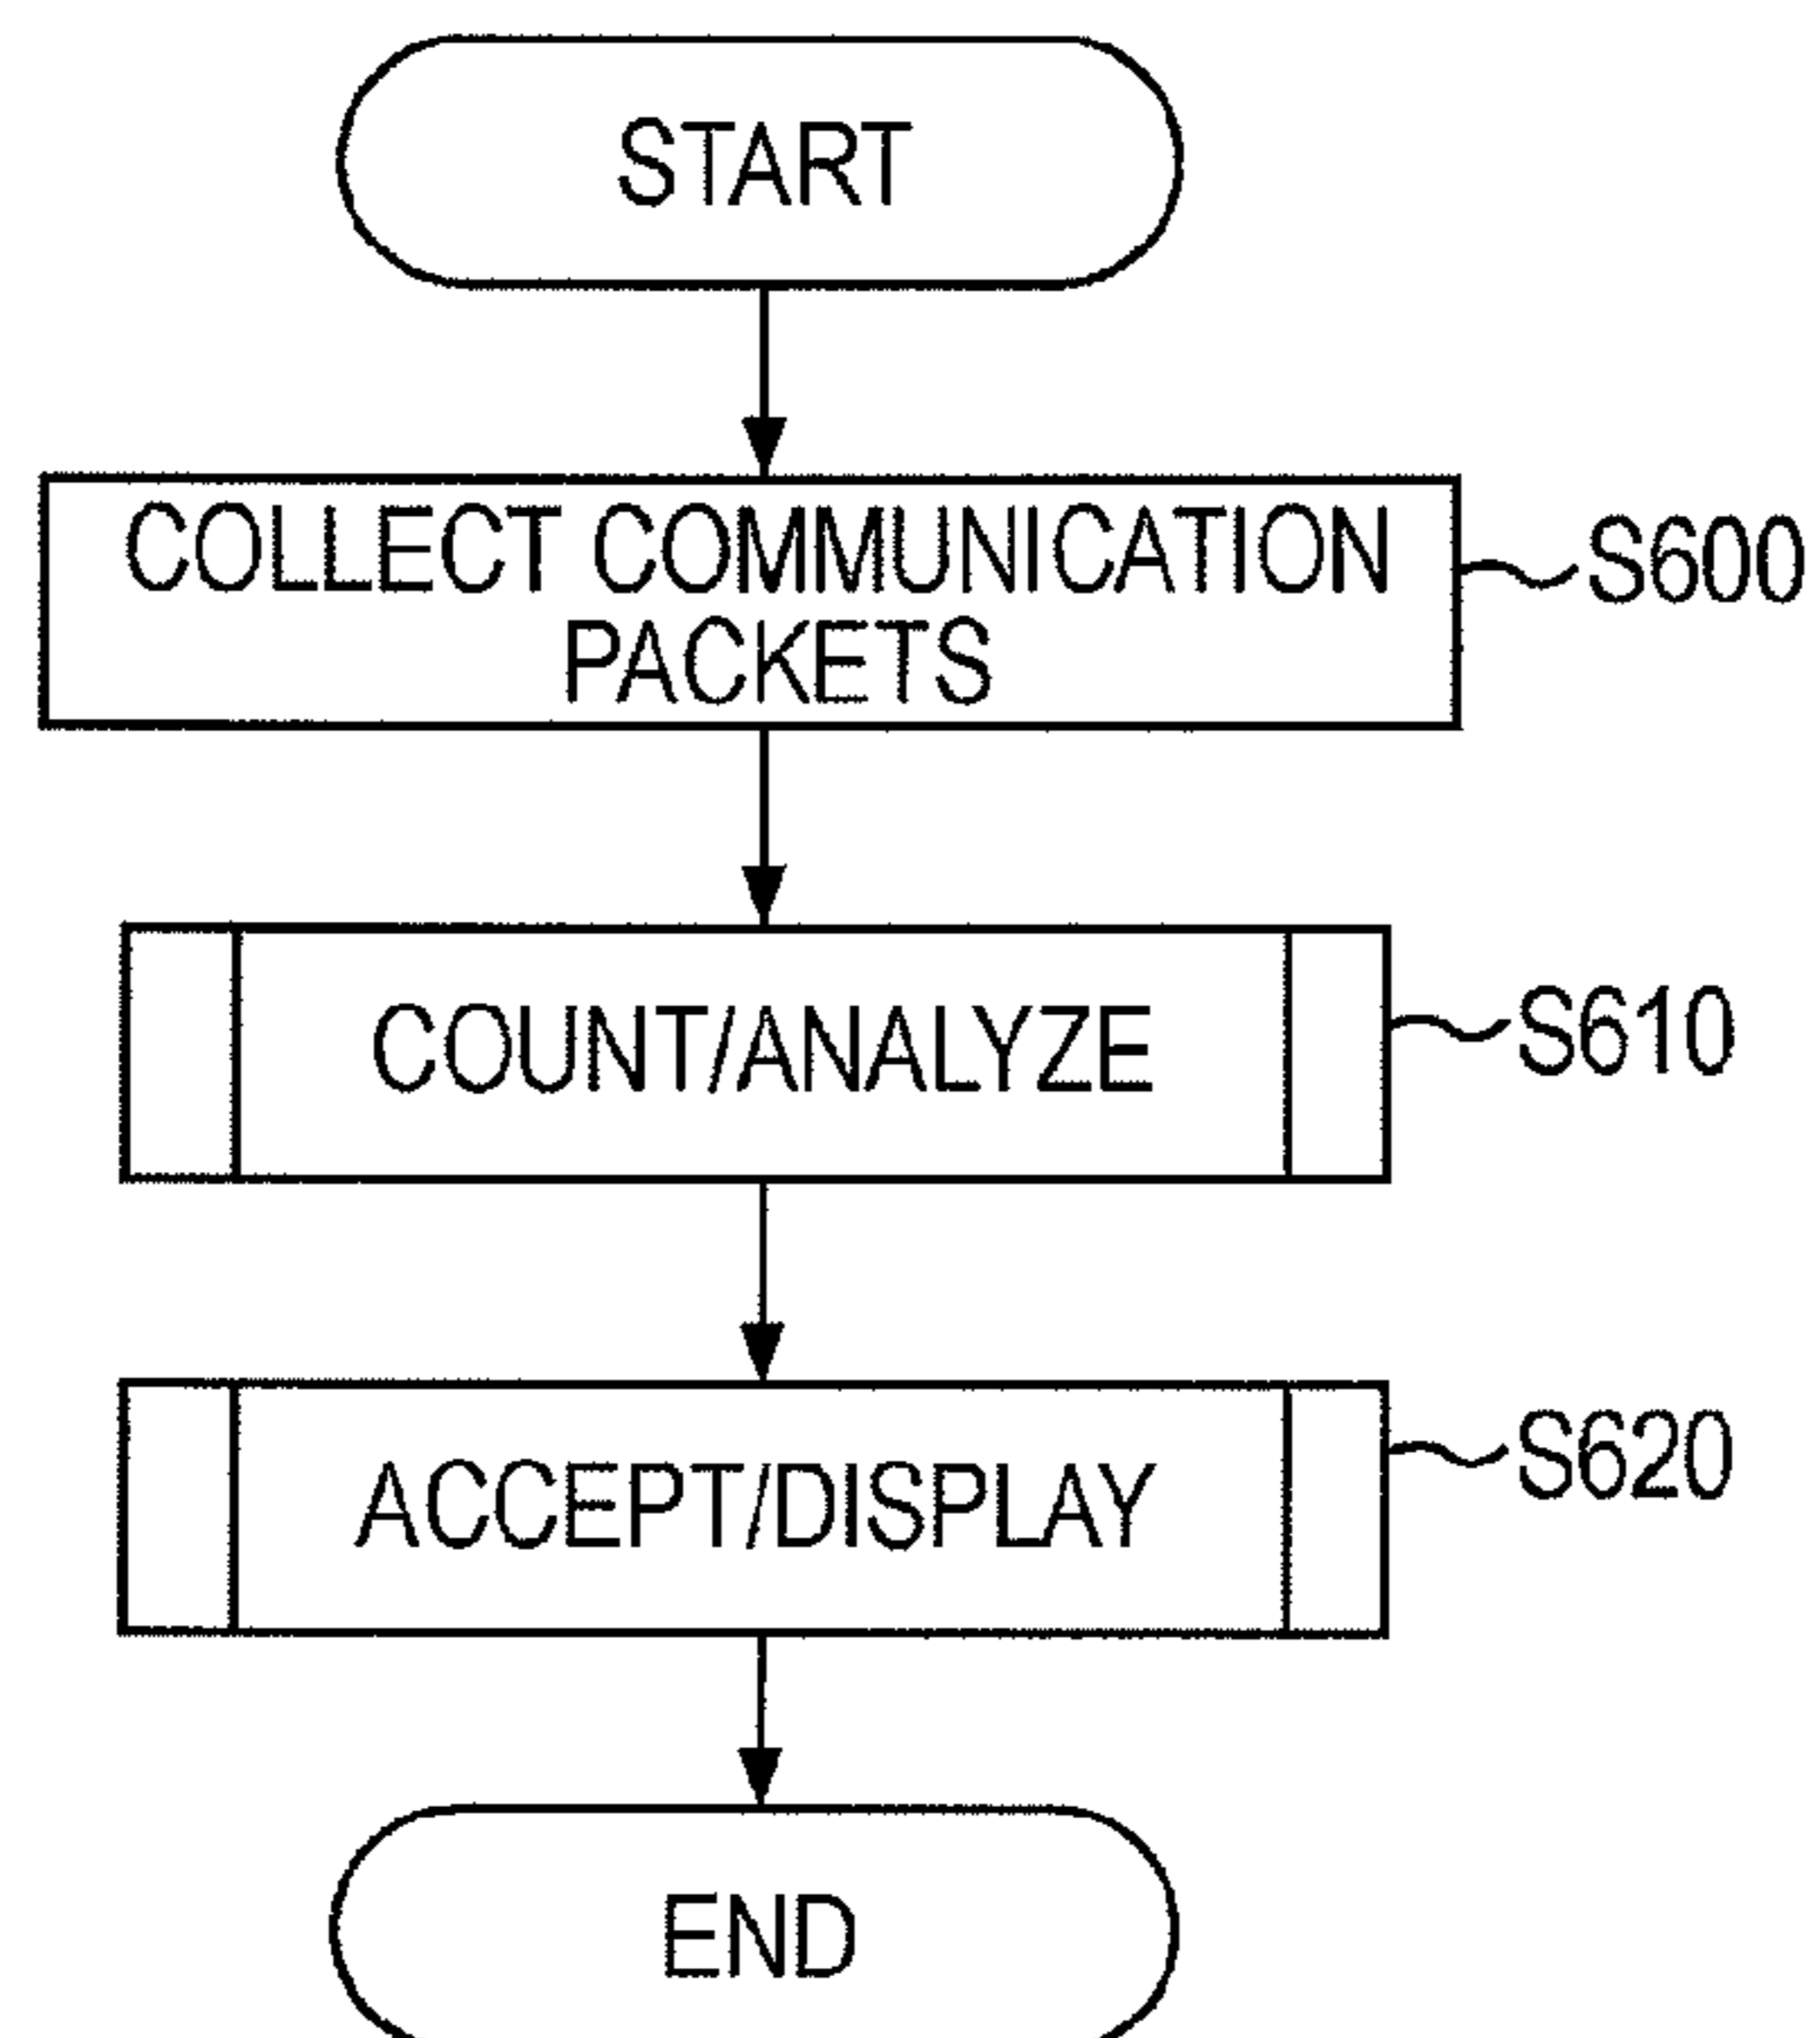 START
COLLECT COMMUNICATION
PACKETS
S600
COUNT/ANALYZE
S610
ACCEPT/DISPLAY
S620
END